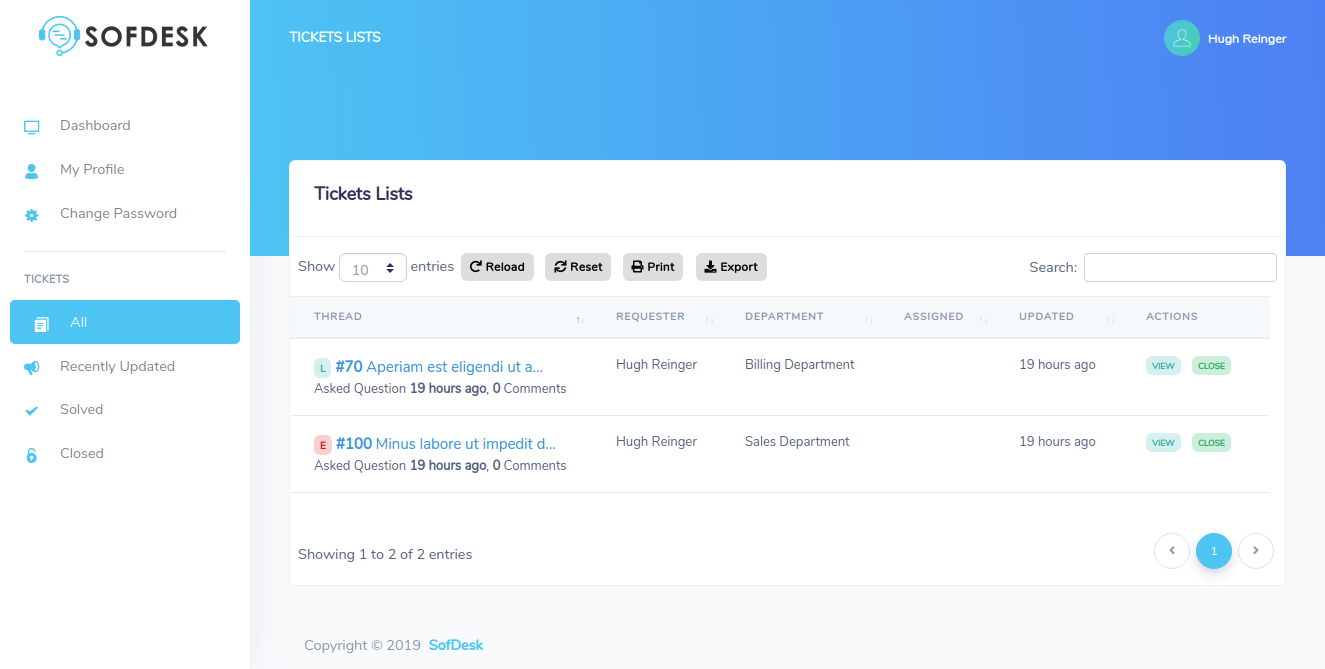 SOFDESK
TICKETS LISTS
Hugh Reinger
Dashboard
My Profile
Change Password
TICKETS
All
Recently Updated
Solved
Closed
Tickets Lists
Show 10 entries Reload Reset Print Export Search:
THREAD REQUESTER DEPARTMENT ASSIGNED UPDATED ACTIONS
L #70 Aperiam est eligendi ut a... Hugh Reinger Billing Department 19 hours ago VIEW CLOSE
Asked Question 19 hours ago, 0 Comments
E #100 Minus labore ut impedit d... Hugh Reinger Sales Department 19 hours ago VIEW CLOSE
Asked Question 19 hours ago, 0 Comments
Showing 1 to 2 of 2 entries 1
Copyright © 2019 SofDesk